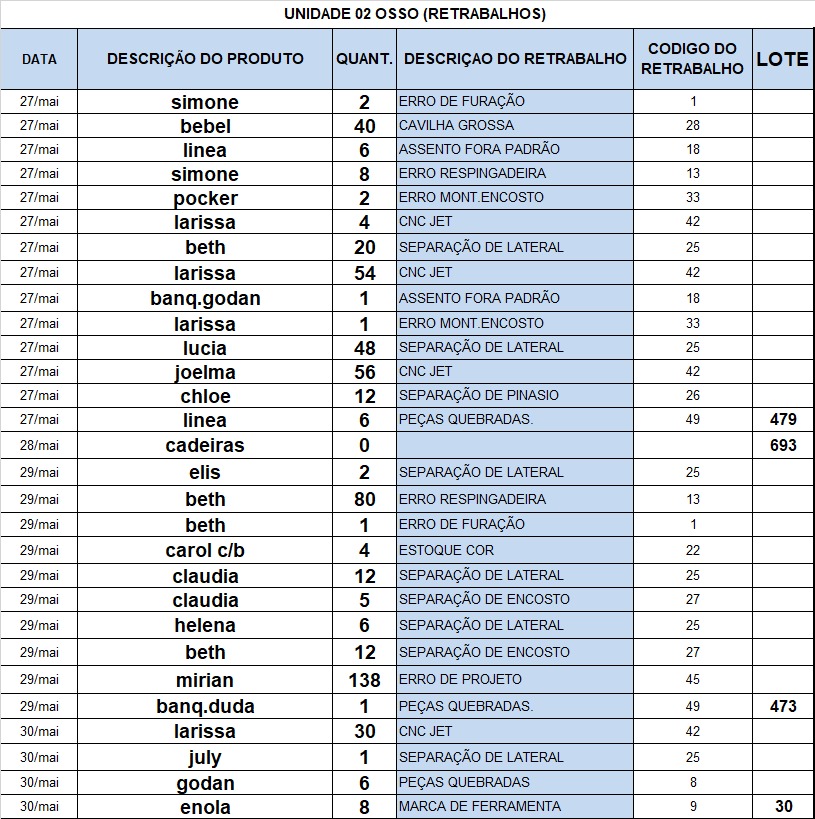 UNIDADE 02 OSSO (RETRABALHOS)
DATA DESCRIÇÃO DO PRODUTO QUANT. DESCRIÇAO DO RETRABALHO CODIGO DO RETRABALHO LOTE
27/mai simone 2 ERRO DE FURAÇÃO 1
27/mai bebel 40 CAVILHA GROSSA 28
27/mai linea 6 ASSENTO FORA PADRÃO 18
27/mai simone 8 ERRO RESPINGADEIRA 13
27/mai pocker 2 ERRO MONT.ENCOSTO 33
27/mai larissa 4 CNC JET 42
27/mai beth 20 SEPARAÇÃO DE LATERAL 25
27/mai larissa 54 CNC JET 42
27/mai banq.godan 1 ASSENTO FORA PADRÃO 18
27/mai larissa 1 ERRO MONT.ENCOSTO 33
27/mai lucia 48 SEPARAÇÃO DE LATERAL 25
27/mai joelma 56 CNC JET 42
27/mai chloe 12 SEPARAÇÃO DE PINASIO 26
27/mai linea 6 PEÇAS QUEBRADAS. 49 479
28/mai cadeiras 0 693
29/mai elis 2 SEPARAÇÃO DE LATERAL 25
29/mai beth 80 ERRO RESPINGADEIRA 13
29/mai beth 1 ERRO DE FURAÇÃO 1
29/mai carol c/b 4 ESTOQUE COR 22
29/mai claudia 12 SEPARAÇÃO DE LATERAL 25
29/mai claudia 5 SEPARAÇÃO DE ENCOSTO 27
29/mai helena 6 SEPARAÇÃO DE LATERAL 25
29/mai beth 12 SEPARAÇÃO DE ENCOSTO 27
29/mai mirian 138 ERRO DE PROJETO 45
29/mai banq.duda 1 PEÇAS QUEBRADAS. 49 473
30/mai larissa 30 CNC JET 42
30/mai july 1 SEPARAÇÃO DE LATERAL 25
30/mai godan 6 PEÇAS QUEBRADAS 8
30/mai enola 8 MARCA DE FERRAMENTA 9 30